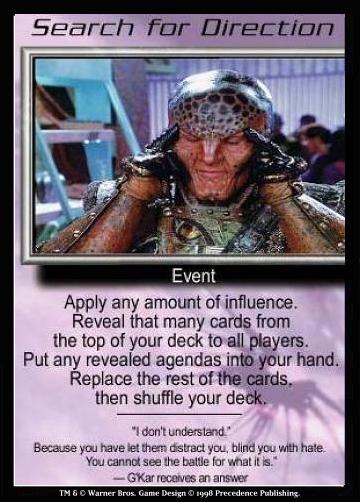 Search for Direction
Event
Apply any amount of influence.
Reveal that many cards from
the top of your deck to all players.
Put any revealed agendas into your hand.
Replace the rest of the cards,
then shuffle your deck.
"I don't understand."
Because you have let them distract you, blind you with hate.
You cannot see the battle for what it is."
— G'Kar receives an answer
TM & © Warner Bros. Game Design © 1998 Precedence Publishing.